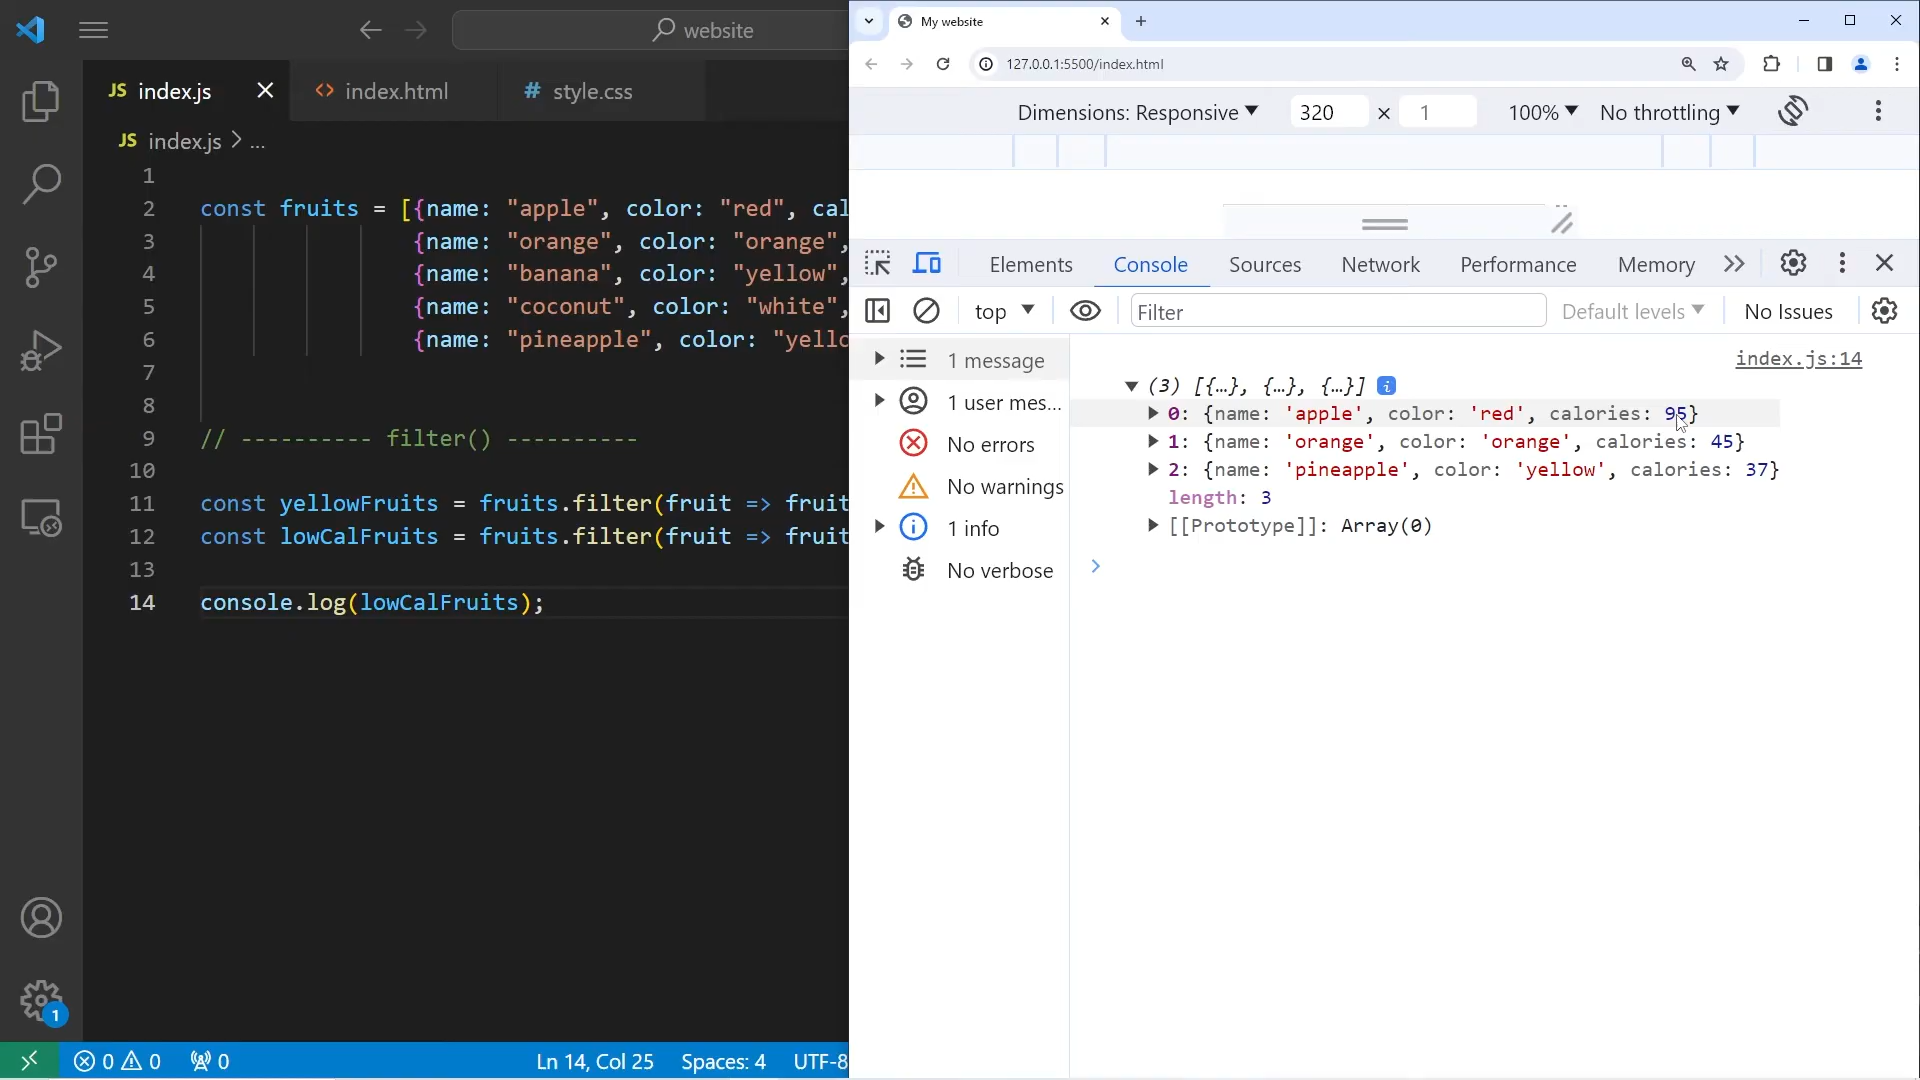 website
JS index.js
<> index.html
# style.css
JS index.js > ...
1
2 const fruits = [{name: "apple", color: "red", cal
3 {name: "orange", color: "orange",
4 {name: "banana", color: "yellow",
5 {name: "coconut", color: "white",
6 {name: "pineapple", color: "yello
7
8
9 // ---------- filter() ----------
10
11 const yellowFruits = fruits.filter(fruit => fruit
12 const lowCalFruits = fruits.filter(fruit => fruit
13
14 console.log(lowCalFruits);
1
0 0 0
Ln 14, Col 25 Spaces: 4 UTF-8
My website
127.0.0.1:5500/index.html
Dimensions: Responsive 320 × 1 100% No throttling
Elements Console Sources Network Performance Memory
top Filter Default levels No Issues
1 message
1 user mes...
No errors
No warnings
1 info
No verbose
index.js:14
(3) [{…}, {…}, {…}] i
0: {name: 'apple', color: 'red', calories: 95}
1: {name: 'orange', color: 'orange', calories: 45}
2: {name: 'pineapple', color: 'yellow', calories: 37}
length: 3
[[Prototype]]: Array(0)